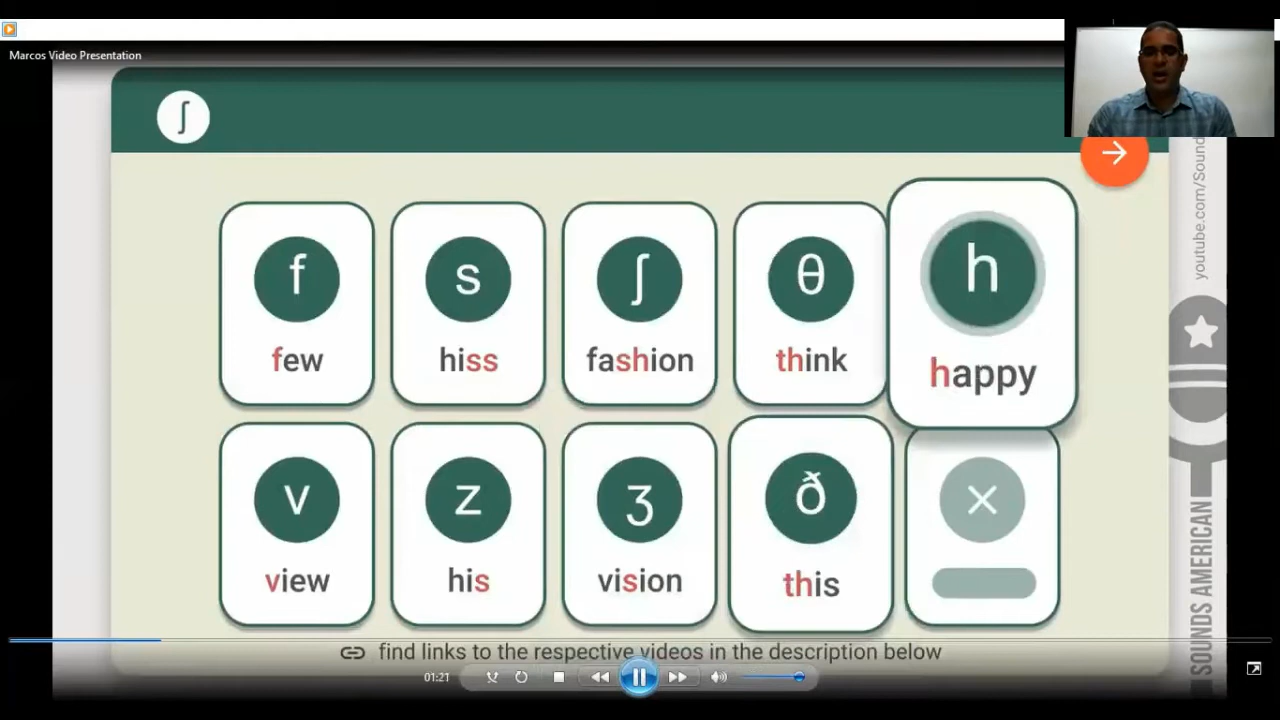 Marcos Video Presentation
ʃ
f
few
s
hiss
ʃ
fashion
θ
think
h
happy
v
view
z
his
ʒ
vision
ð
this
find links to the respective videos in the description below
01:21
youtube.com/Sound
SOUNDS AMERICAN